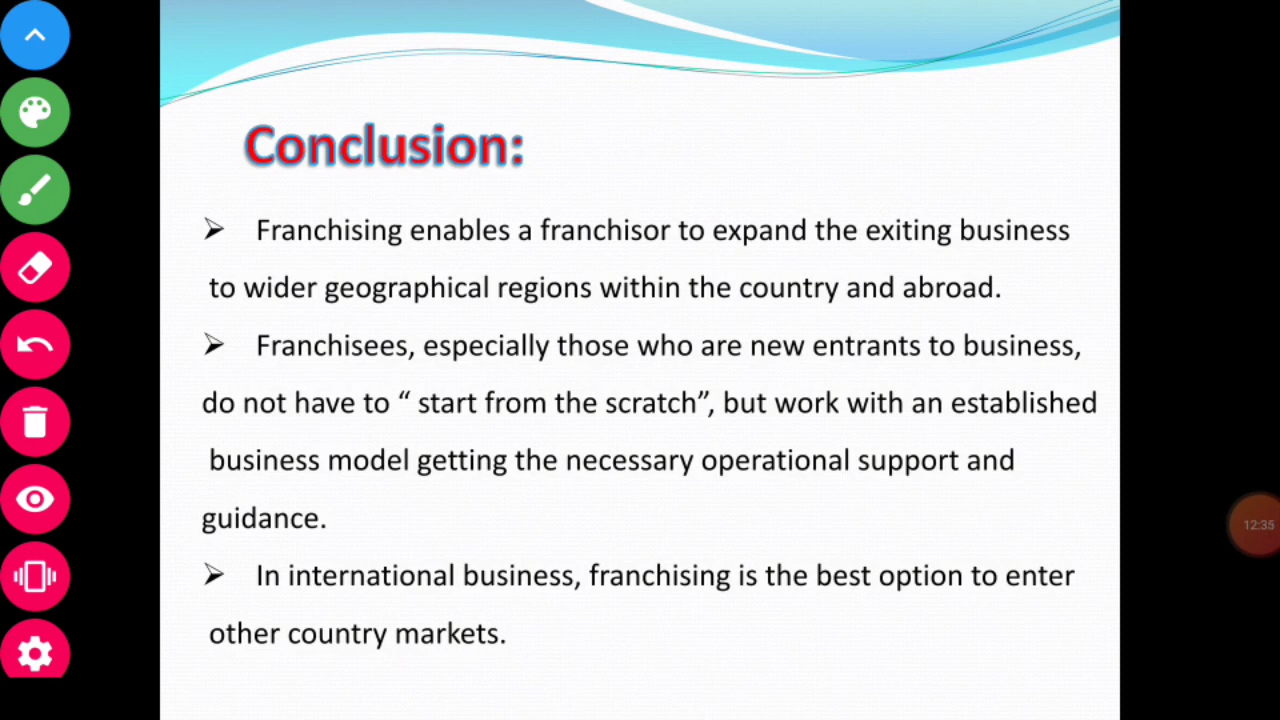 Conclusion:
➢ Franchising enables a franchisor to expand the exiting business
to wider geographical regions within the country and abroad.
➢ Franchisees, especially those who are new entrants to business,
do not have to “ start from the scratch”, but work with an established
business model getting the necessary operational support and
guidance.
➢ In international business, franchising is the best option to enter
other country markets.
12:35